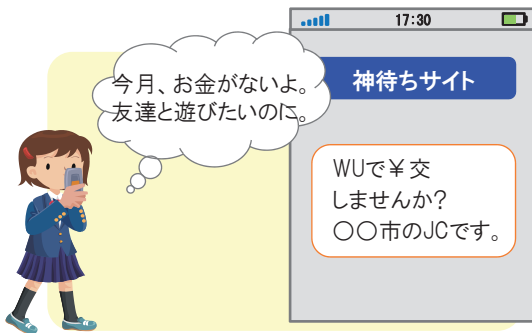 17:30
今月、お金がないよ。
友達と遊びたいのに。
神待ちサイト
WUで¥交
しませんか?
〇〇市のJCです。